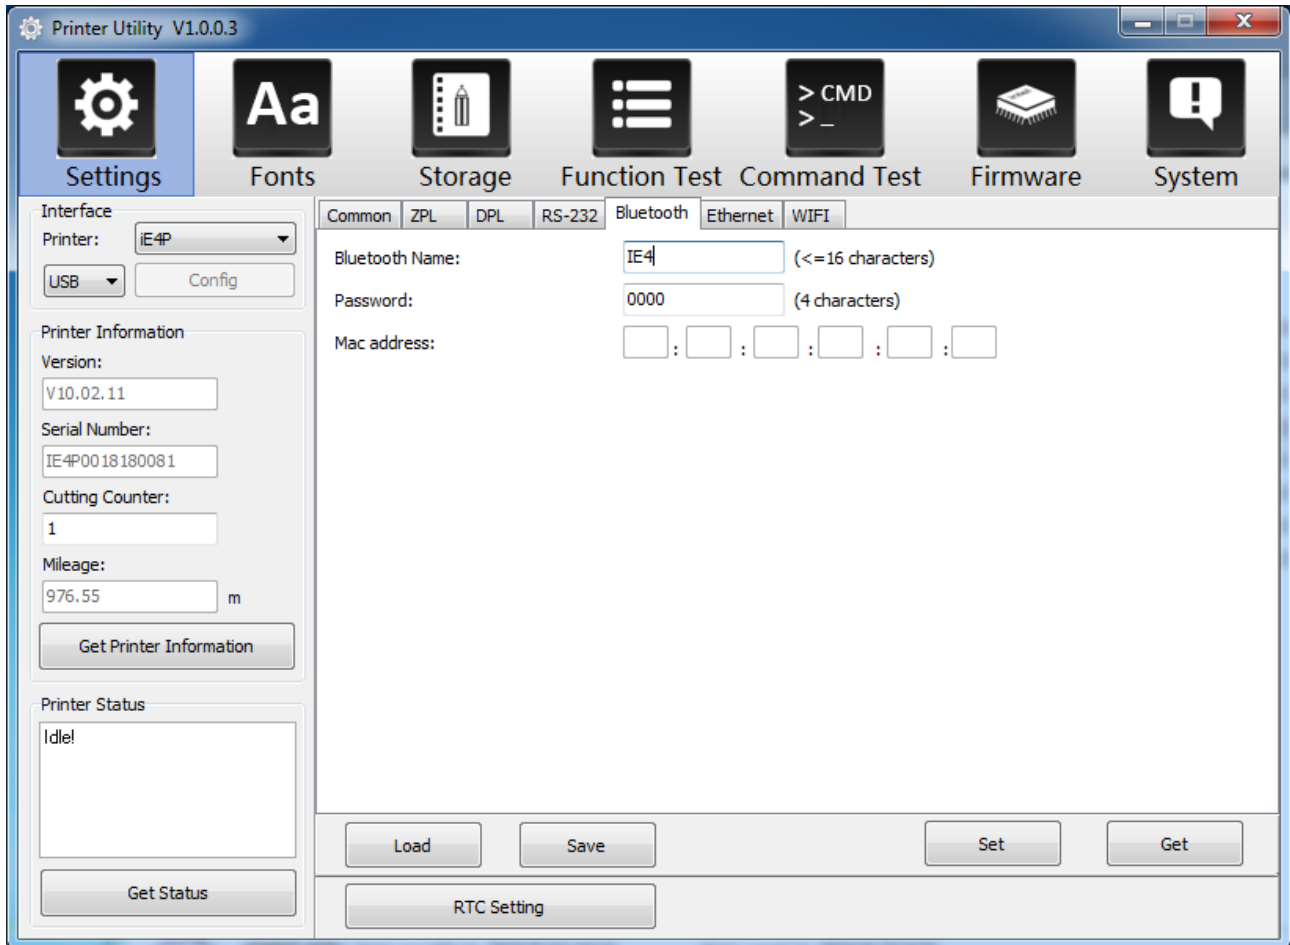 Printer Utility V1.0.0.3
Aa
> CMD
>_
Settings
Fonts
Storage
Function Test
Command Test
Firmware
System
Interface
Printer:
iE4P
USB
Config
Printer Information
Version:
V10.02.11
Serial Number:
IE4P0018180081
Cutting Counter:
1
Mileage:
976.55 m
Get Printer Information
Printer Status
Idle!
Get Status
Common
ZPL
DPL
RS-232
Bluetooth
Ethernet
WIFI
Bluetooth Name: IE4 (<=16 characters)
Password: 0000 (4 characters)
Mac address: : : : : :
Load
Save
Set
Get
RTC Setting